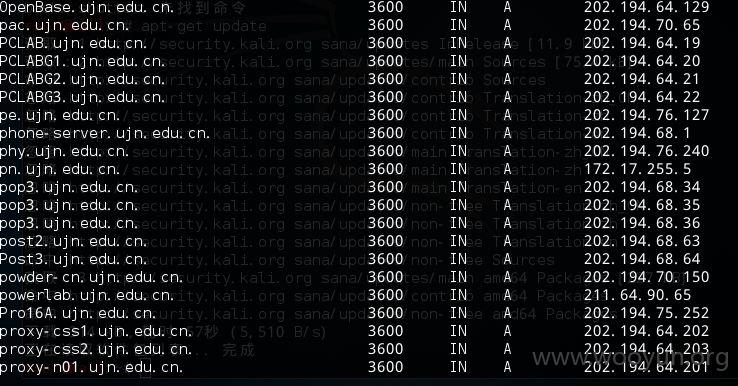 OpenBase.ujn.edu.cn. 3600 IN A 202.194.64.129
pac.ujn.edu.cn. 3600 IN A 202.194.70.65
PCLAB.ujn.edu.cn. 3600 IN A 202.194.64.19
PCLABG1.ujn.edu.cn. 3600 IN A 202.194.64.20
PCLABG2.ujn.edu.cn. 3600 IN A 202.194.64.21
PCLABG3.ujn.edu.cn. 3600 IN A 202.194.64.22
pe.ujn.edu.cn. 3600 IN A 202.194.76.127
phone-server.ujn.edu.cn. 3600 IN A 202.194.68.1
phy.ujn.edu.cn. 3600 IN A 202.194.76.240
pn.ujn.edu.cn. 3600 IN A 172.17.255.5
pop3.ujn.edu.cn. 3600 IN A 202.194.68.34
pop3.ujn.edu.cn. 3600 IN A 202.194.68.35
pop3.ujn.edu.cn. 3600 IN A 202.194.68.36
post2.ujn.edu.cn. 3600 IN A 202.194.68.63
Post3.ujn.edu.cn. 3600 IN A 202.194.68.64
powder-cn.ujn.edu.cn. 3600 IN A 202.194.70.150
powerlab.ujn.edu.cn. 3600 IN A 211.64.90.65
Pro16A.ujn.edu.cn. 3600 IN A 202.194.75.252
proxy-css1.ujn.edu.cn. 3600 IN A 202.194.64.202
proxy-css2.ujn.edu.cn. 3600 IN A 202.194.64.203
proxy-n01.ujn.edu.cn. 3600 IN A 202.194.64.201
www.wooyun.org